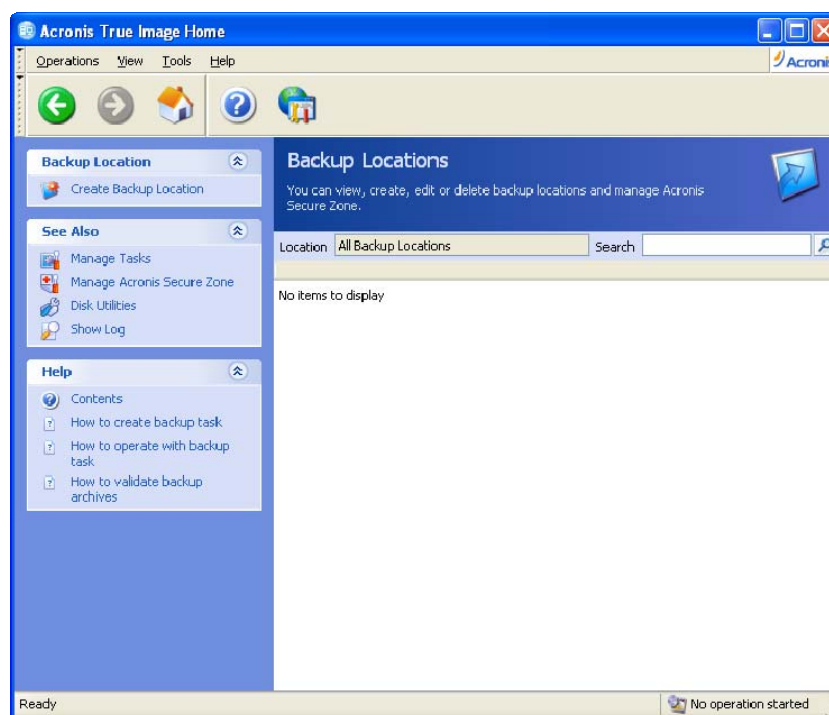 Acronis True Image Home
Operations View Tools Help
Acronis
Backup Location
Create Backup Location
See Also
Manage Tasks
Manage Acronis Secure Zone
Disk Utilities
Show Log
Help
Contents
How to create backup task
How to operate with backup
task
How to validate backup
archives
Backup Locations
You can view, create, edit or delete backup locations and manage Acronis
Secure Zone.
Location All Backup Locations Search
No items to display
Ready
No operation started